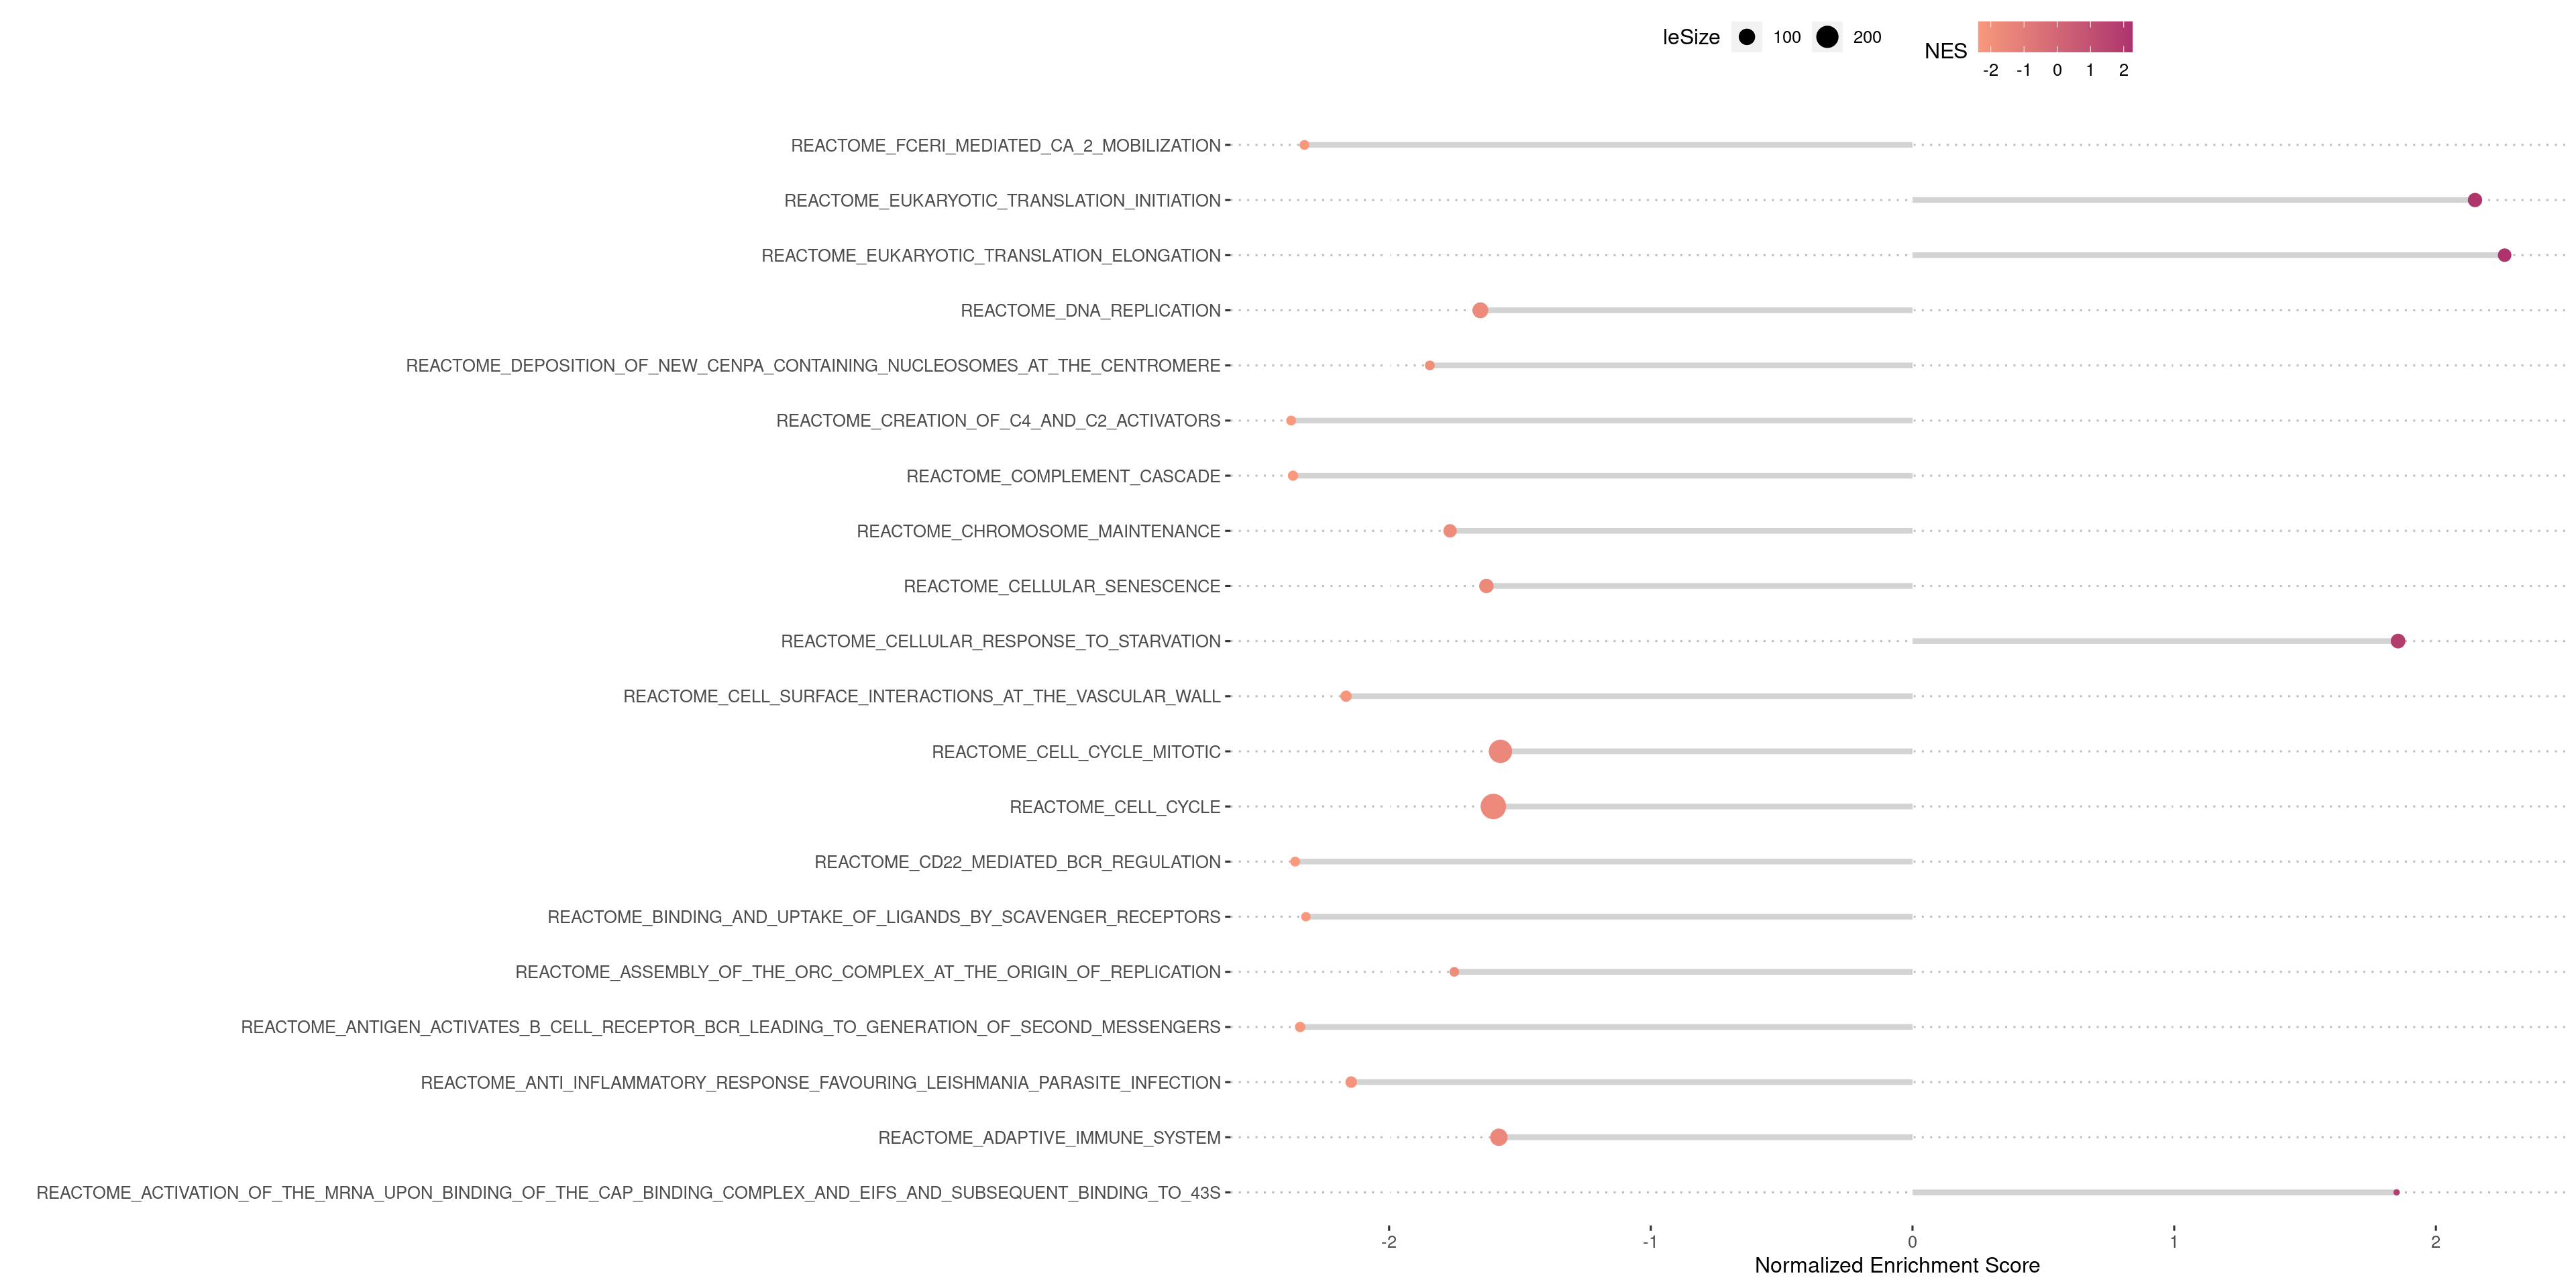 leSize 100 200 NES
-2 -1 0 1 2
REACTOME_FCERI_MEDIATED_CA_2_MOBILIZATION
REACTOME_EUKARYOTIC_TRANSLATION_INITIATION
REACTOME_EUKARYOTIC_TRANSLATION_ELONGATION
REACTOME_DNA_REPLICATION
REACTOME_DEPOSITION_OF_NEW_CENPA_CONTAINING_NUCLEOSOMES_AT_THE_CENTROMERE
REACTOME_CREATION_OF_C4_AND_C2_ACTIVATORS
REACTOME_COMPLEMENT_CASCADE
REACTOME_CHROMOSOME_MAINTENANCE
REACTOME_CELLULAR_SENESCENCE
REACTOME_CELLULAR_RESPONSE_TO_STARVATION
REACTOME_CELL_SURFACE_INTERACTIONS_AT_THE_VASCULAR_WALL
REACTOME_CELL_CYCLE_MITOTIC
REACTOME_CELL_CYCLE
REACTOME_CD22_MEDIATED_BCR_REGULATION
REACTOME_BINDING_AND_UPTAKE_OF_LIGANDS_BY_SCAVENGER_RECEPTORS
REACTOME_ASSEMBLY_OF_THE_ORC_COMPLEX_AT_THE_ORIGIN_OF_REPLICATION
REACTOME_ANTIGEN_ACTIVATES_B_CELL_RECEPTOR_BCR_LEADING_TO_GENERATION_OF_SECOND_MESSENGERS
REACTOME_ANTI_INFLAMMATORY_RESPONSE_FAVOURING_LEISHMANIA_PARASITE_INFECTION
REACTOME_ADAPTIVE_IMMUNE_SYSTEM
REACTOME_ACTIVATION_OF_THE_MRNA_UPON_BINDING_OF_THE_CAP_BINDING_COMPLEX_AND_EIFS_AND_SUBSEQUENT_BINDING_TO_43S
-2 -1 0 1 2
Normalized Enrichment Score